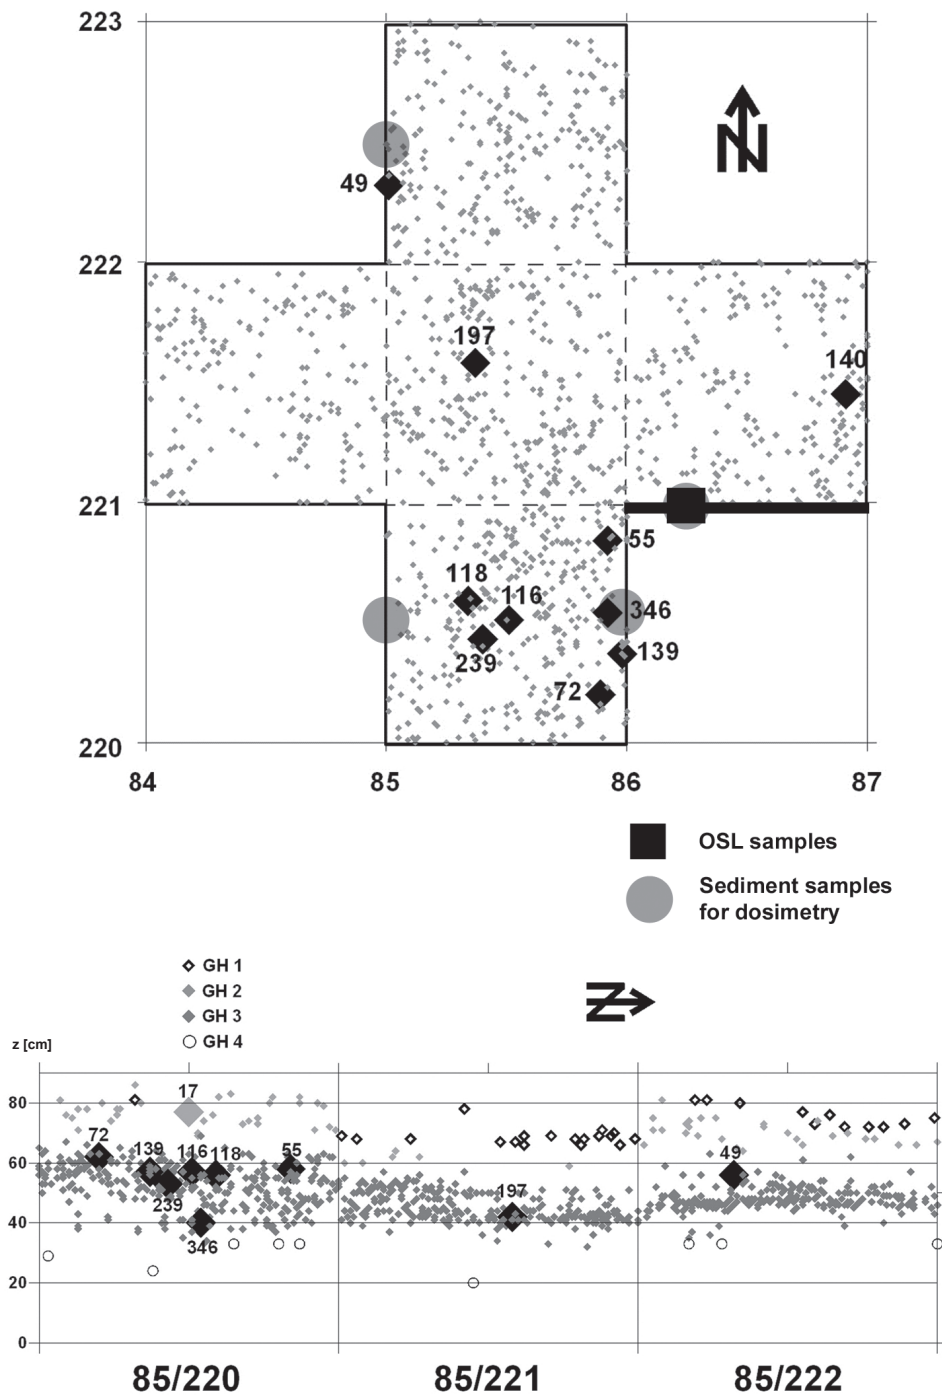 223
N
49
222
197
140
221
55
118
116
346
239
139
72
220
84 85 86 87
OSL samples
Sediment samples
for dosimetry
GH 1
GH 2
GH 3
GH 4
N
z [cm]
80
17
72
139 116 118 55
49
60
239
197
40
346
20
0
85/220 85/221 85/222